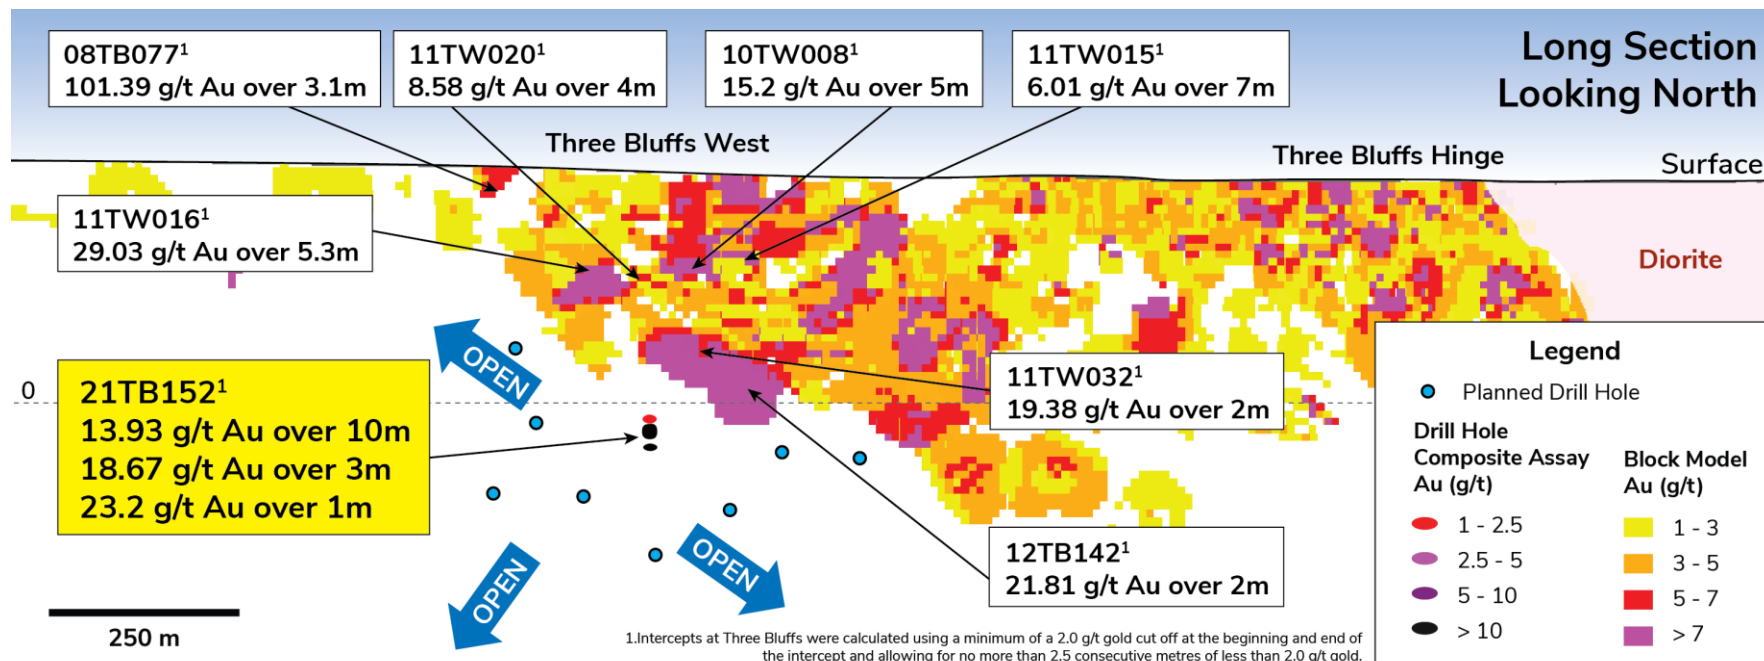 08TB077¹
101.39 g/t Au over 3.1m
11TW020¹
8.58 g/t Au over 4m
10TW008¹
15.2 g/t Au over 5m
11TW015¹
6.01 g/t Au over 7m
Long Section
Looking North
Three Bluffs West
Three Bluffs Hinge
Surface
11TW016¹
29.03 g/t Au over 5.3m
Diorite
OPEN
21TB152¹
13.93 g/t Au over 10m
18.67 g/t Au over 3m
23.2 g/t Au over 1m
0
11TW032¹
19.38 g/t Au over 2m
12TB142¹
21.81 g/t Au over 2m
OPEN
OPEN
250 m
Legend
Planned Drill Hole
Drill Hole
Composite Assay
Au (g/t)
1 - 2.5
2.5 - 5
5 - 10
> 10
Block Model
Au (g/t)
1 - 3
3 - 5
5 - 7
> 7
1.Intercepts at Three Bluffs were calculated using a minimum of a 2.0 g/t gold cut off at the beginning and end of
the intercept and allowing for no more than 2.5 consecutive metres of less than 2.0 g/t gold.